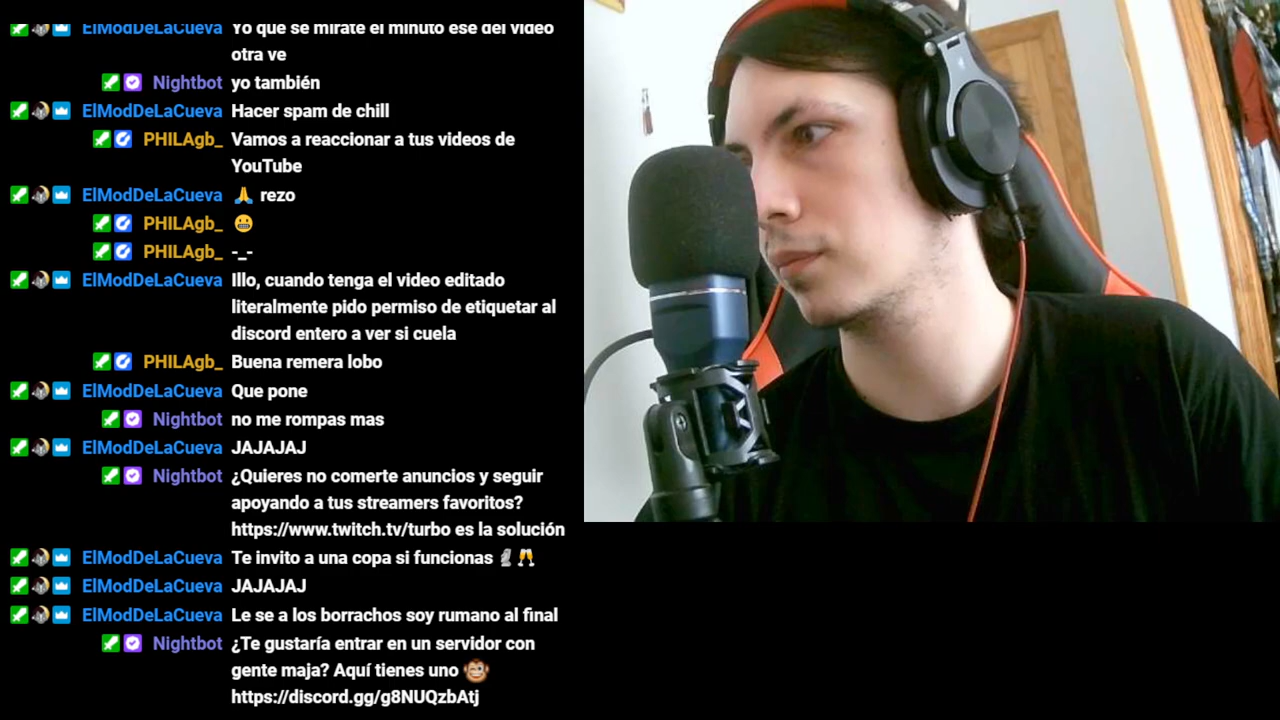 ElModDeLaCueva Yo que se mirate el minuto ese del video
otra ve
Nightbot yo también
ElModDeLaCueva Hacer spam de chill
PHILAgb_ Vamos a reaccionar a tus videos de
YouTube
ElModDeLaCueva 🙏 rezo
PHILAgb_ 😬
PHILAgb_ -_-
ElModDeLaCueva Illo, cuando tenga el video editado
literalmente pido permiso de etiquetar al
discord entero a ver si cuela
PHILAgb_ Buena remera lobo
ElModDeLaCueva Que pone
Nightbot no me rompas mas
ElModDeLaCueva JAJAJAJ
Nightbot ¿Quieres no comerte anuncios y seguir
apoyando a tus streamers favoritos?
https://www.twitch.tv/turbo es la solución
ElModDeLaCueva Te invito a una copa si funcionas 🗿🥂
ElModDeLaCueva JAJAJAJ
ElModDeLaCueva Le se a los borrachos soy rumano al final
Nightbot ¿Te gustaría entrar en un servidor con
gente maja? Aquí tienes uno 🐵
https://discord.gg/g8NUQzbAtj